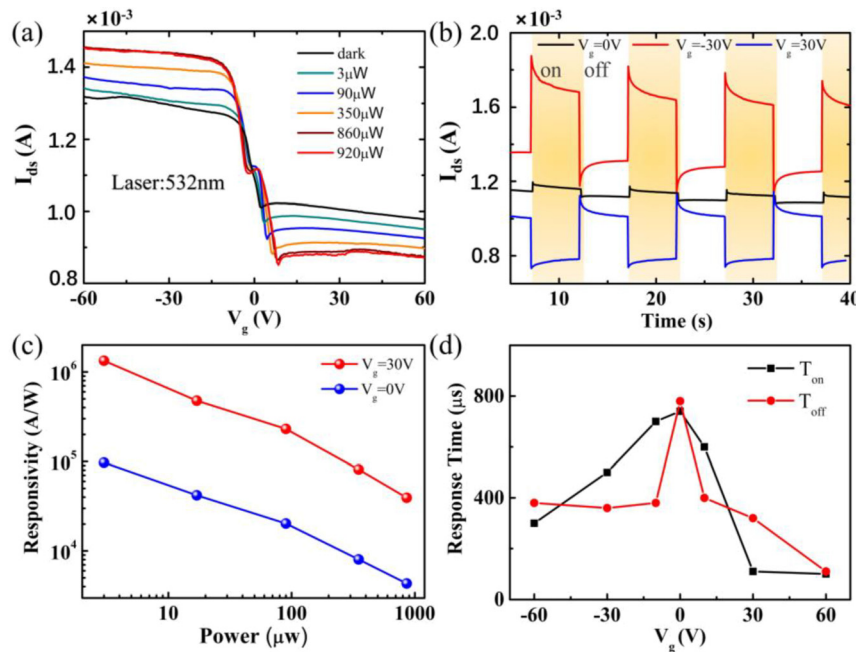 (a)
×10⁻³
1.4
1.2
1.0
0.8
I_ds (A)
dark
3μW
90μW
350μW
860μW
920μW
Laser:532nm
-60 -30 0 30 60
V_g (V)
(b)
×10⁻³
V_g=0V V_g=-30V V_g=30V
on off
2.0
1.6
1.2
0.8
I_ds (A)
10 20 30 40
Time (s)
(c)
V_g=30V
V_g=0V
10⁶
10⁵
10⁴
Responsivity (A/W)
10 100 1000
Power (μw)
(d)
T_on
T_off
800
400
0
Response Time (μs)
-60 -30 0 30 60
V_g (V)